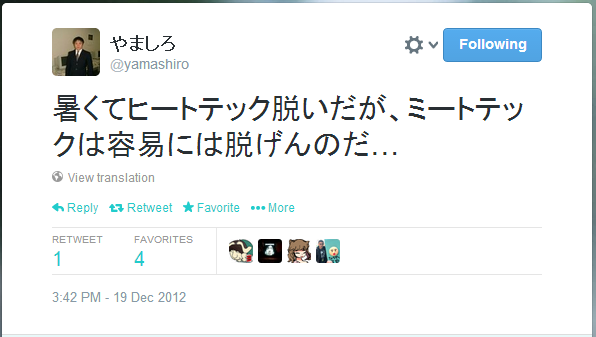 やましろ
@yamashiro
Following
暑くてヒートテック脱いだが、ミートテッ
クは容易には脱げんのだ…
View translation
Reply Retweet Favorite More
RETWEET FAVORITES
1 4
3:42 PM - 19 Dec 2012